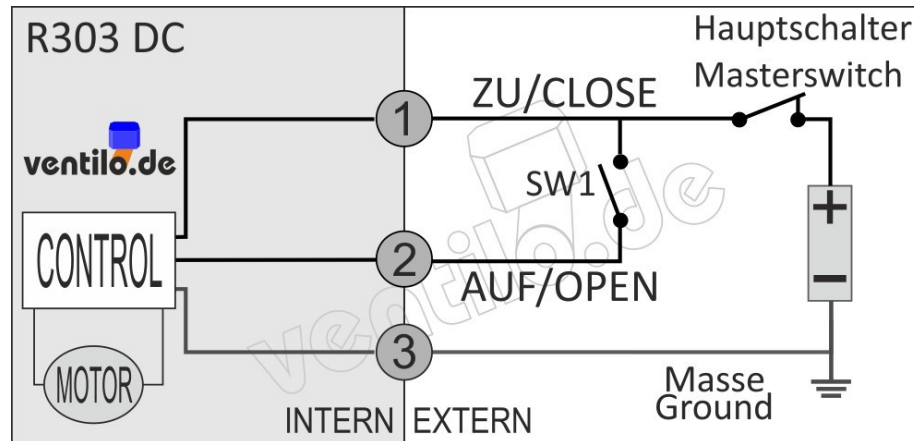 R303 DC
ventilo.de
CONTROL
MOTOR
INTERN
1
2
3
ZU/CLOSE
SW1
AUF/OPEN
Hauptschalter
Masterswitch
+
−
Masse
Ground
EXTERN
ventilo.de